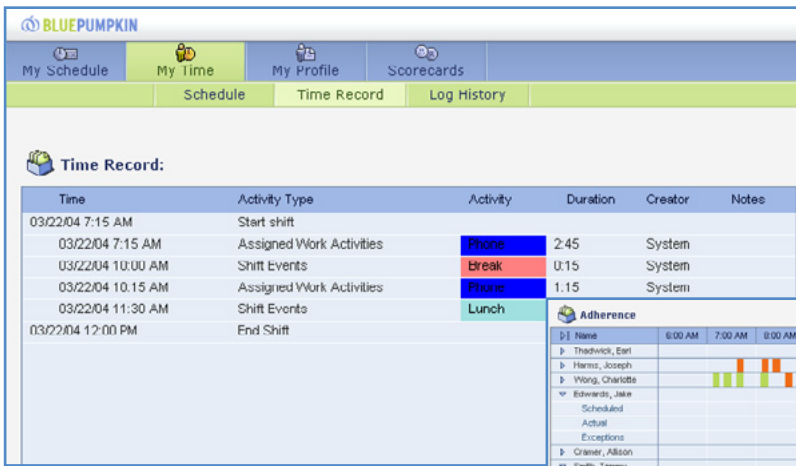 BLUEPUMPKIN
My Schedule My Time My Profile Scorecards
Schedule Time Record Log History
Time Record:
Time Activity Type Activity Duration Creator Notes
03/22/04 7:15 AM Start shift
03/22/04 7:15 AM Assigned Work Activities Phone 2:45 System
03/22/04 10:00 AM Shift Events Break 0:15 System
03/22/04 10:15 AM Assigned Work Activities Phone 1:15 System
03/22/04 11:30 AM Shift Events Lunch
03/22/04 12:00 PM End Shift
Adherence
Name 6:00 AM 7:00 AM 8:00 AM
Thadwick, Earl
Harms, Joseph
Wong, Charlotte
Edwards, Jake
Scheduled
Actual
Exceptions
Cramer, Allison